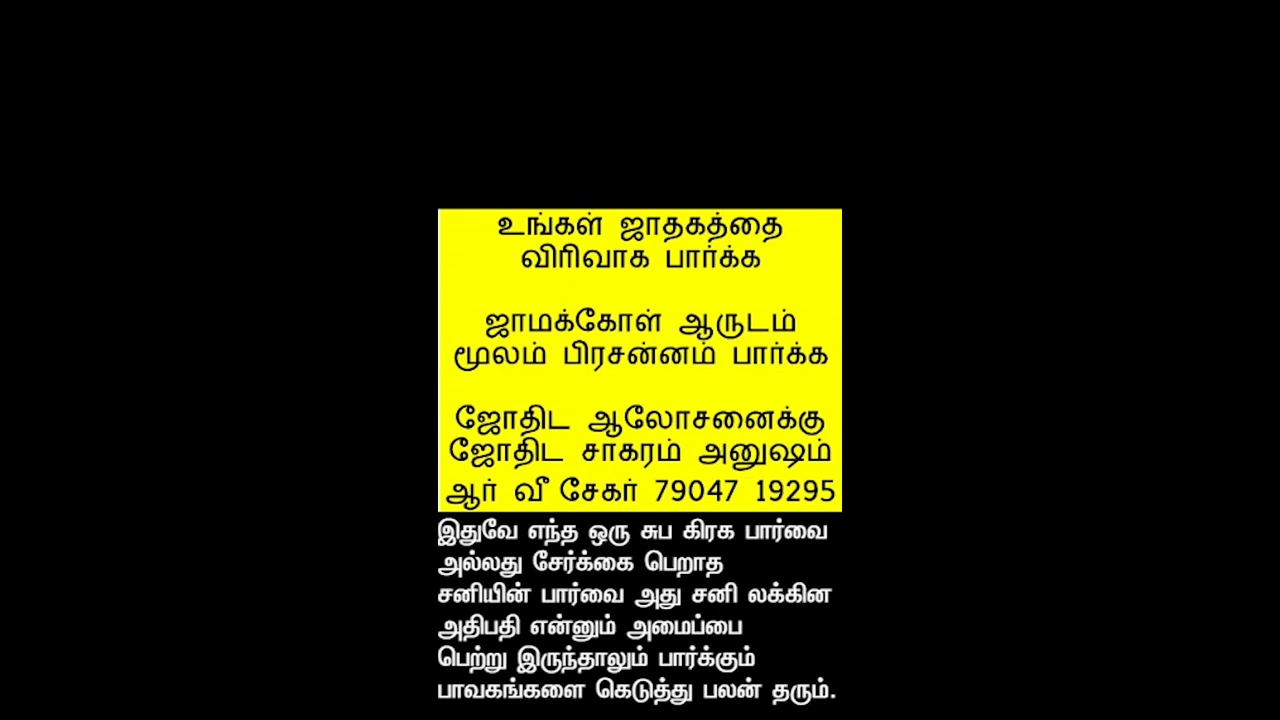 உங்கள் ஜாதகத்தை
விரிவாக பார்க்க
ஜாமக்கோள் ஆருடம்
மூலம் பிரசன்னம் பார்க்க
ஜோதிட ஆலோசனைக்கு
ஜோதிட சாகரம் அனுஷம்
ஆர் வீ சேகர் 79047 19295
இதுவே எந்த ஒரு சுப கிரக பார்வை
அல்லது சேர்க்கை பெறாத
சனியின் பார்வை அது சனி லக்கின
அதிபதி என்னும் அமைப்பை
பெற்று இருந்தாலும் பார்க்கும்
பாவகங்களை கெடுத்து பலன் தரும்.